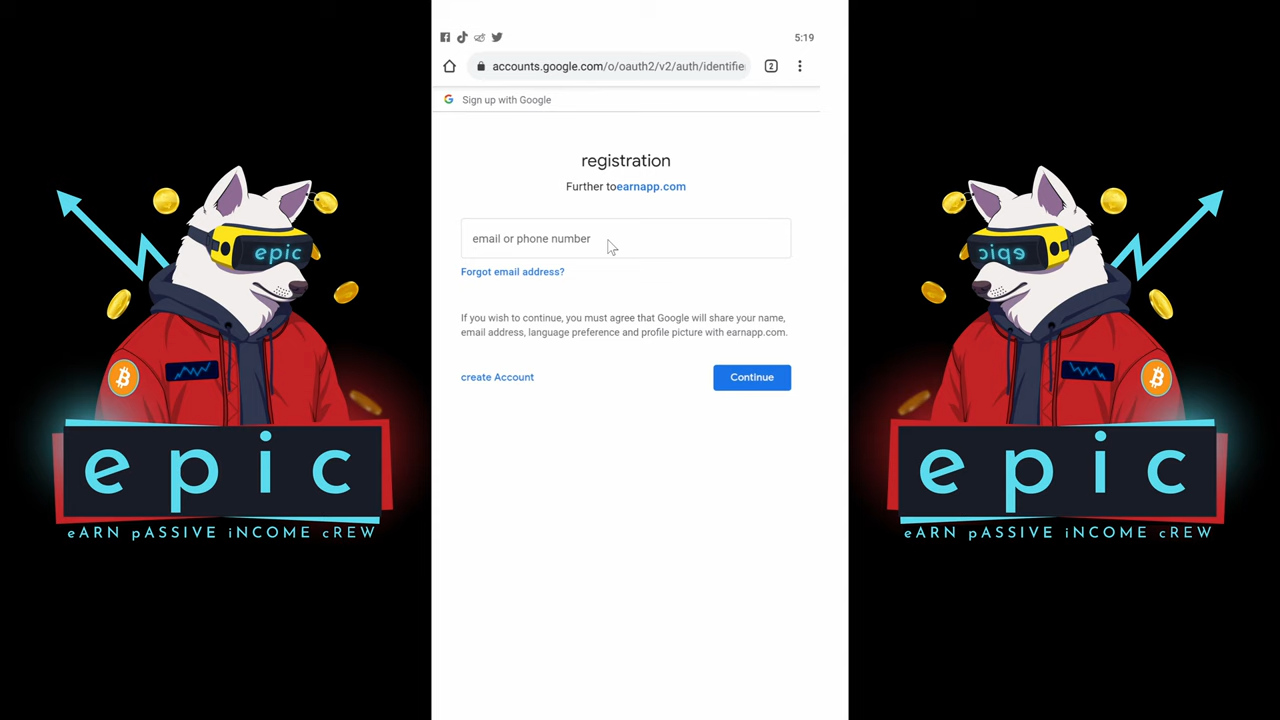 5:19
accounts.google.com/o/oauth2/v2/auth/identifie
2
Sign up with Google
registration
Further toearnapp.com
email or phone number
Forgot email address?
If you wish to continue, you must agree that Google will share your name,
email address, language preference and profile picture with earnapp.com.
create Account
Continue
epic
epic
eARN pASSIVE iNCOME cREW
epic
epic
eARN pASSIVE iNCOME cREW